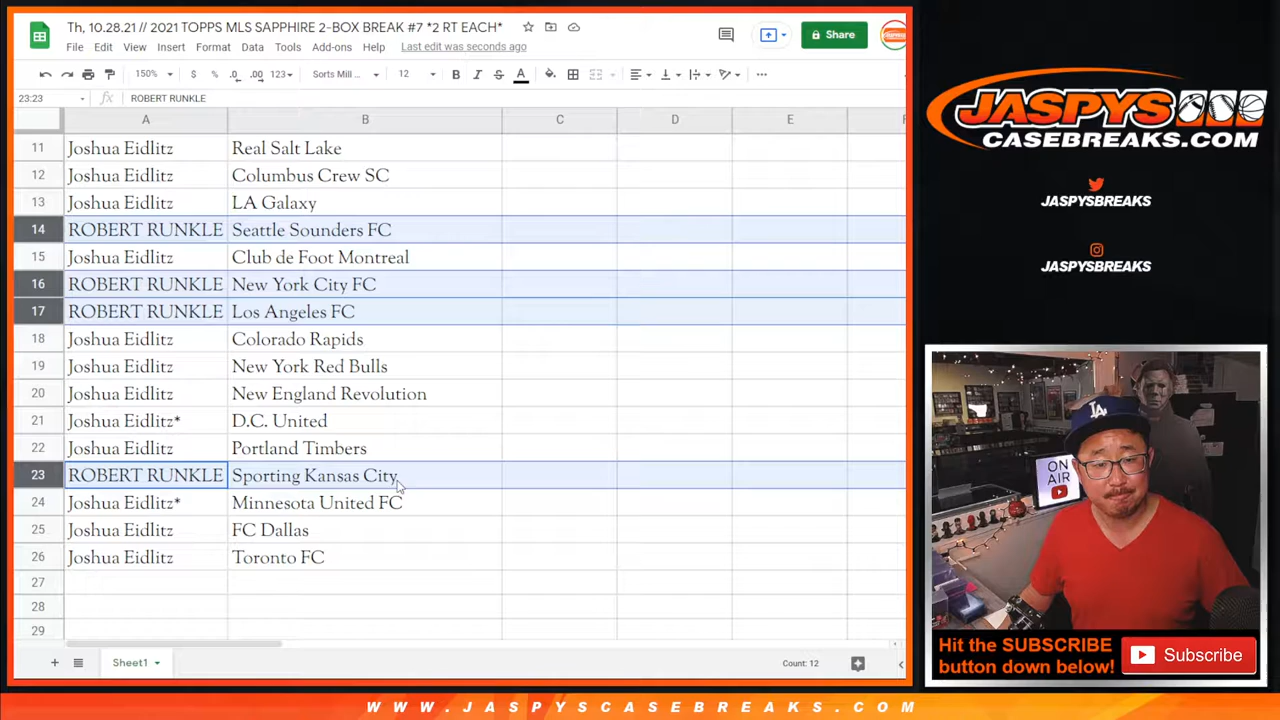 Th, 10.28.21 // 2021 TOPPS MLS SAPPHIRE 2-BOX BREAK #7 *2 RT EACH*
File Edit View Insert Format Data Tools Add-ons Help Last edit was seconds ago
Share
150% $ % .0 .00 123 Sorts Mill ... 12 B I S A
23:23 fx ROBERT RUNKLE
A B C D E F
11 Joshua Eidlitz Real Salt Lake
12 Joshua Eidlitz Columbus Crew SC
13 Joshua Eidlitz LA Galaxy
14 ROBERT RUNKLE Seattle Sounders FC
15 Joshua Eidlitz Club de Foot Montreal
16 ROBERT RUNKLE New York City FC
17 ROBERT RUNKLE Los Angeles FC
18 Joshua Eidlitz Colorado Rapids
19 Joshua Eidlitz New York Red Bulls
20 Joshua Eidlitz New England Revolution
21 Joshua Eidlitz* D.C. United
22 Joshua Eidlitz Portland Timbers
23 ROBERT RUNKLE Sporting Kansas City
24 Joshua Eidlitz* Minnesota United FC
25 Joshua Eidlitz FC Dallas
26 Joshua Eidlitz Toronto FC
27
28
29
Sheet1
Count: 12
JASPYS
CASEBREAKS.COM
JASPYSBREAKS
JASPYSBREAKS
LA
ON
AIR
Hit the SUBSCRIBE
button down below!
Subscribe
WWW.JASPYSCASEBREAKS.COM